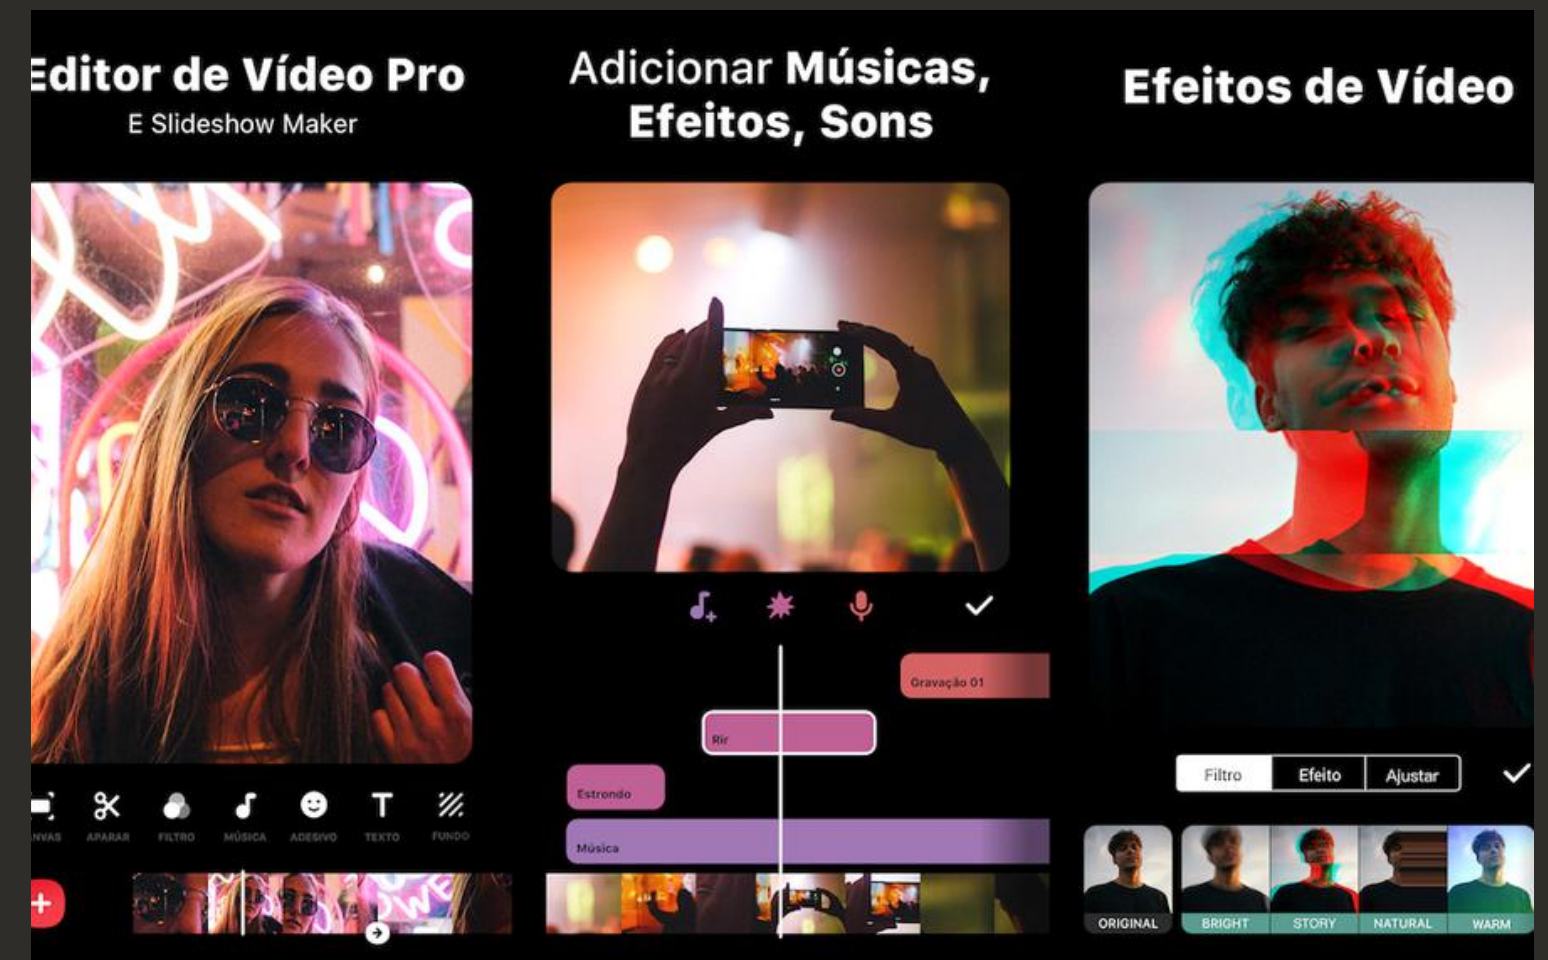 Editor de Vídeo Pro
E Slideshow Maker
NVAS
APARAR
FILTRO
MÚSICA
ADESIVO
TEXTO
FUNDO
Adicionar Músicas,
Efeitos, Sons
Gravação 01
Rir
Estrondo
Música
Efeitos de Vídeo
Filtro
Efeito
Ajustar
ORIGINAL
BRIGHT
STORY
NATURAL
WARM